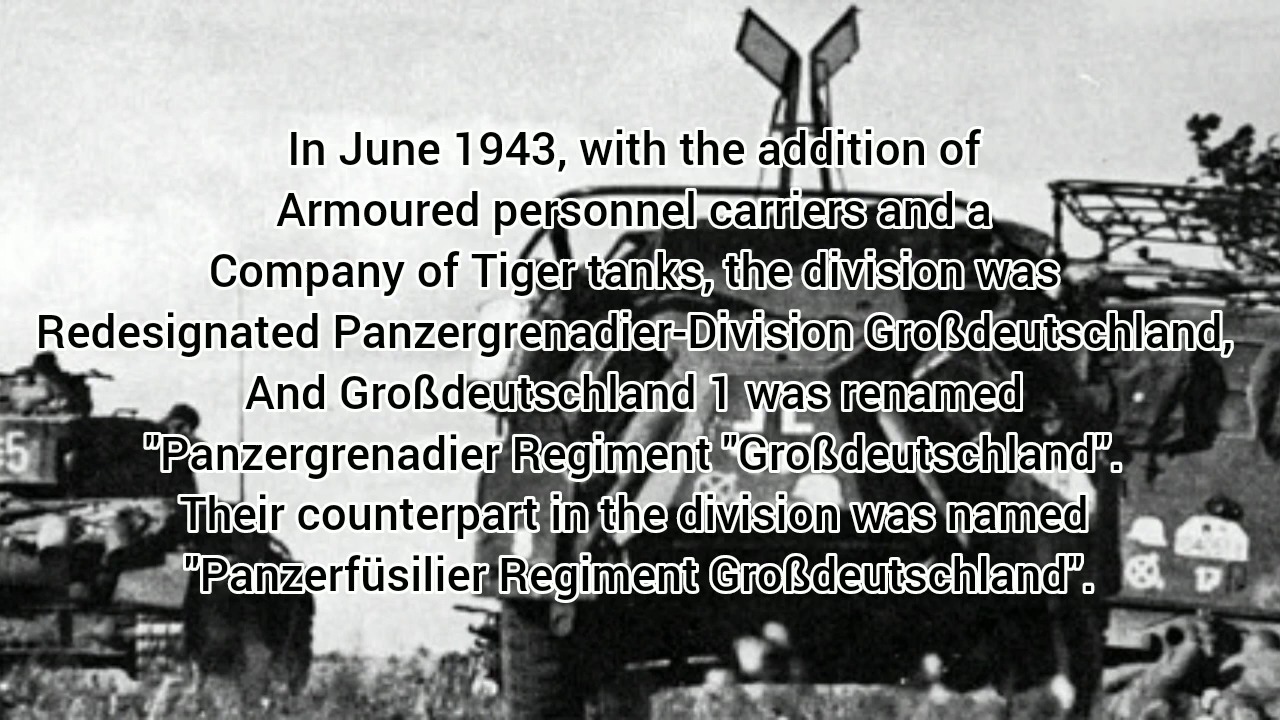 In June 1943, with the addition of
Armoured personnel carriers and a
Company of Tiger tanks, the division was
Redesignated Panzergrenadier-Division Großdeutschland,
And Großdeutschland 1 was renamed
"Panzergrenadier Regiment "Großdeutschland".
Their counterpart in the division was named
"Panzerfüsilier Regiment Großdeutschland".